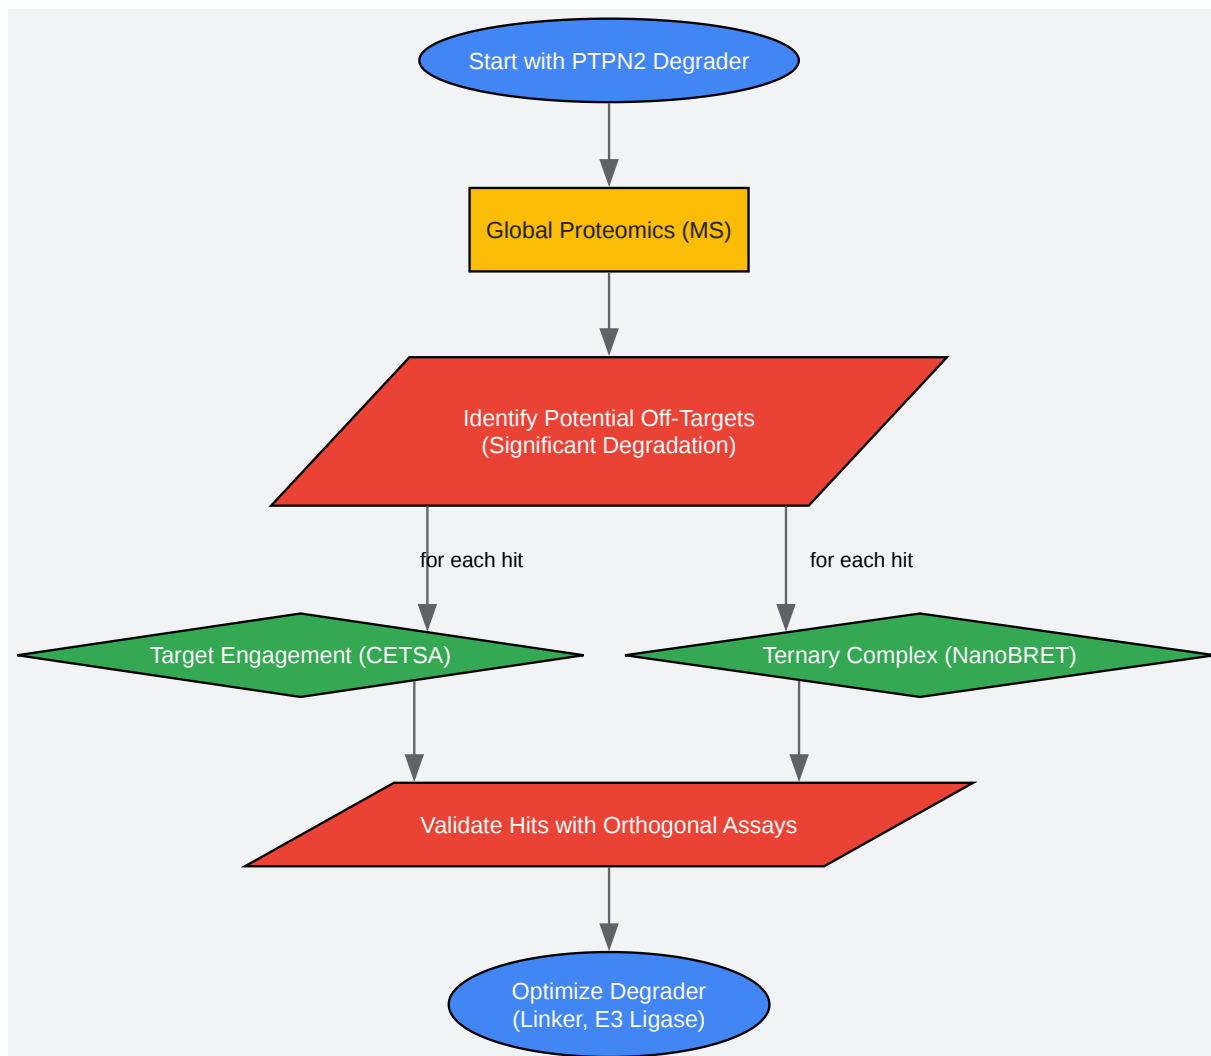 Start with PTPN2 Degrader
Global Proteomics (MS)
Identify Potential Off-Targets
(Significant Degradation)
for each hit
for each hit
Target Engagement (CETSA)
Ternary Complex (NanoBRET)
Validate Hits with Orthogonal Assays
Optimize Degrader
(Linker, E3 Ligase)